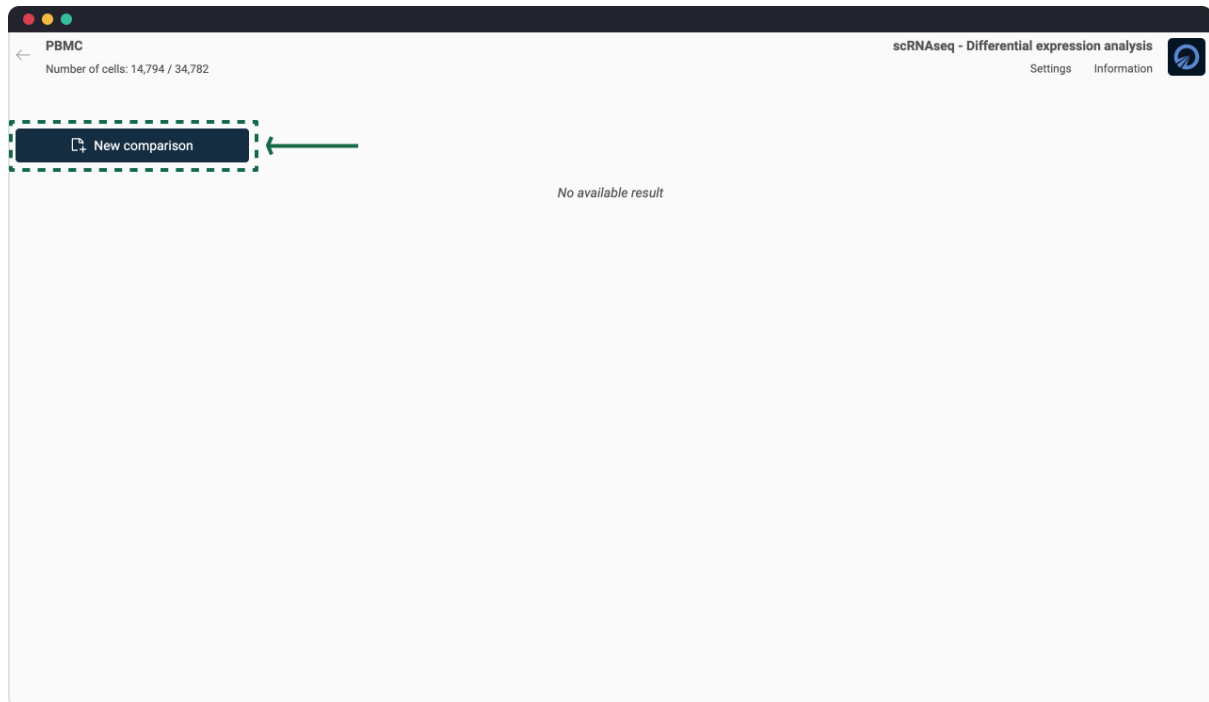 PBMC
Number of cells: 14,794 / 34,782
scRNAseq - Differential expression analysis
Settings Information
New comparison
No available result